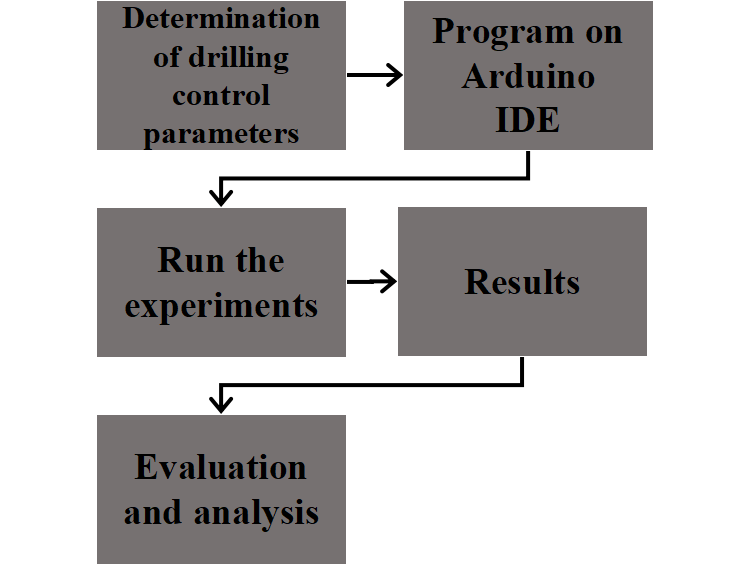 Determination
of drilling
control
parameters
Program on
Arduino
IDE
Run the
experiments
Results
Evaluation
and analysis